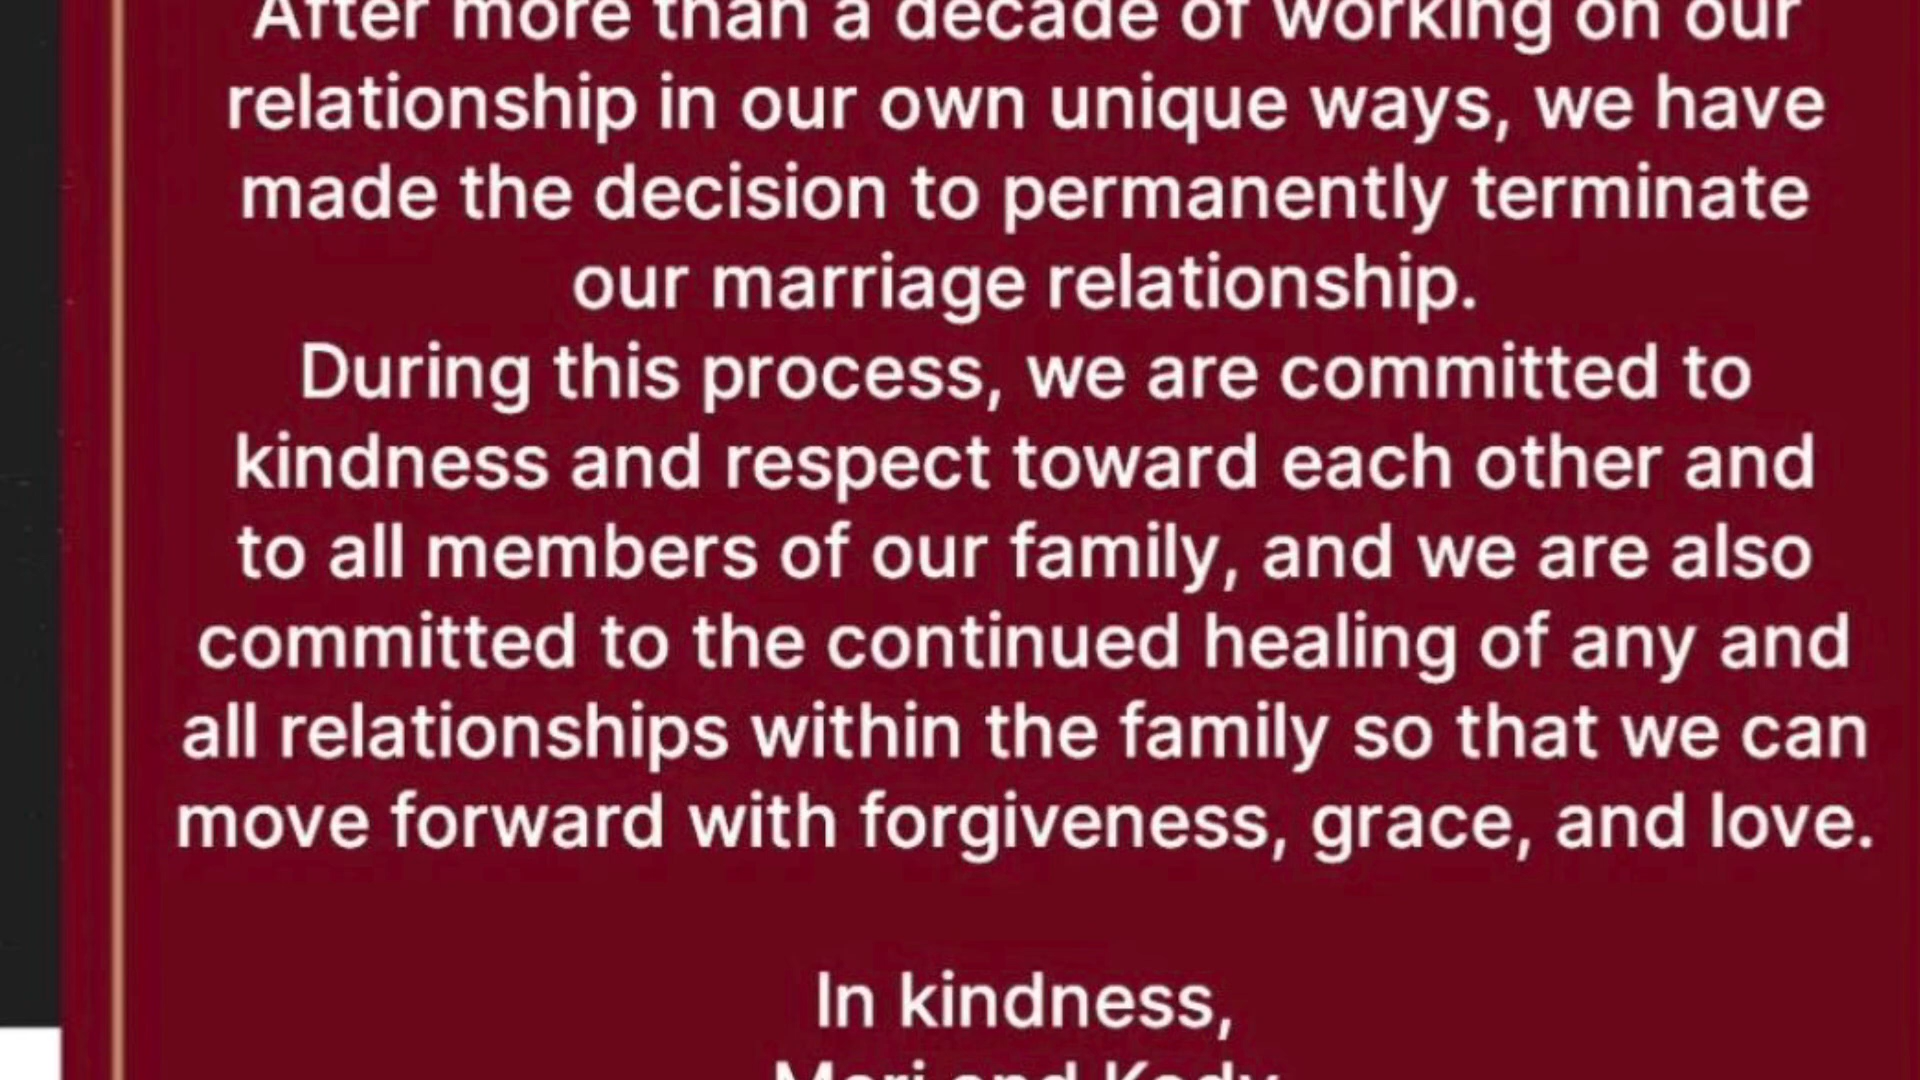 After more than a decade of working on our
relationship in our own unique ways, we have
made the decision to permanently terminate
our marriage relationship.
During this process, we are committed to
kindness and respect toward each other and
to all members of our family, and we are also
committed to the continued healing of any and
all relationships within the family so that we can
move forward with forgiveness, grace, and love.
In kindness,
Meri and Kody